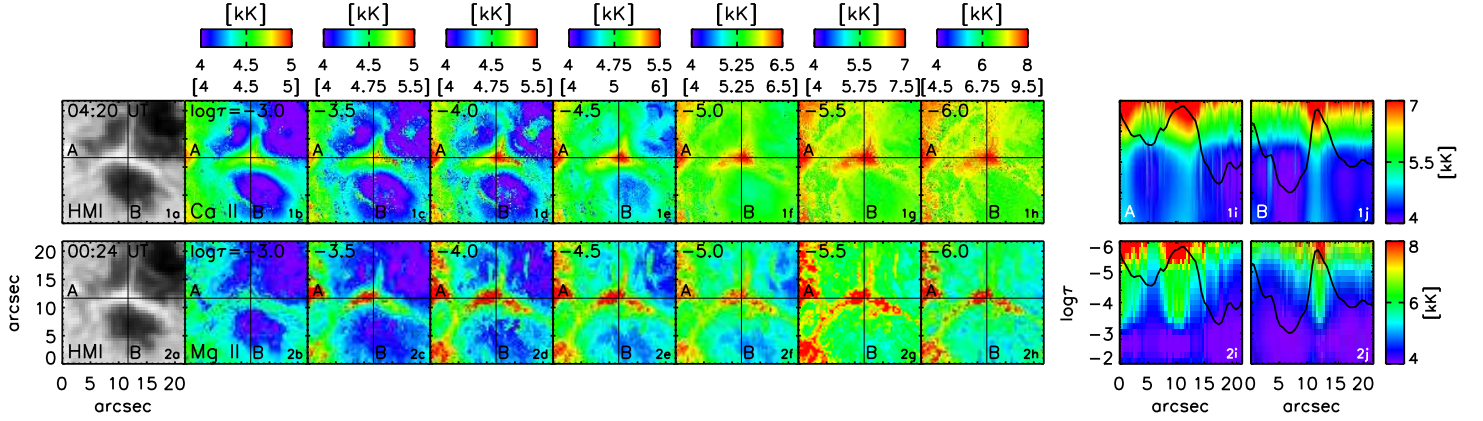 [kK] [kK] [kK] [kK] [kK] [kK] [kK]
4 4.5 5 4 4.5 5 4 4.5 5 4 4.75 5.5 4 5.25 6.5 4 5.5 7 4 6 8
[4 4.5 5] [4 4.75 5.5] [4 4.75 5.5] [4 5 6] [4 5.25 6.5] [4 5.75 7.5] [4.5 6.75 9.5]
04:20 UT logτ=−3.0 −3.5 −4.0 −4.5 −5.0 −5.5 −6.0
A A A A A A A A
HMI B 1a Ca II B 1b B 1c B 1d B 1e B 1f B 1g B 1h
A 1i B 1j
7
5.5
4
[kK]
00:24 UT logτ=−3.0 −3.5 −4.0 −4.5 −5.0 −5.5 −6.0
A A A A A A A A
HMI B 2a Mg II B 2b B 2c B 2d B 2e B 2f B 2g B 2h
20
15
10
5
0
arcsec
0 5 10 15 20
arcsec
−6
−5
−4
−3
−2
logτ
2i 2j
8
6
4
[kK]
0 5 10 15 20 0 5 10 15 20
arcsec arcsec